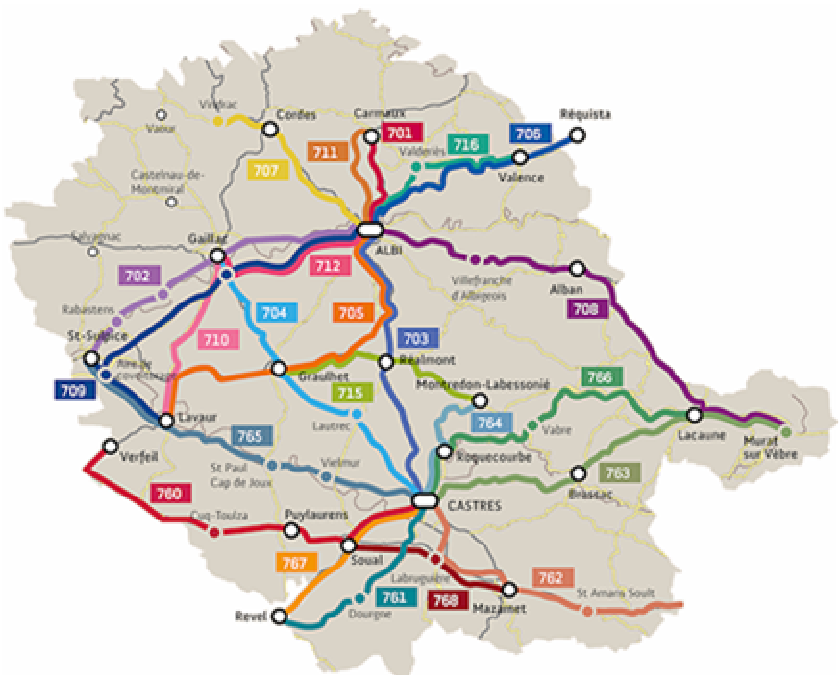 Vindrac
Cordes
Vaour
Carmaux
701
Réquista
706
716
711
Valderiès
707
Valence
Castelnau-de-
Montmiral
Salvagnac
Gaillac
ALBI
712
702
Villefranche
d'Albigeois
Alban
708
Rabastens
704
705
703
St-Sulpice
710
Réalmont
Aire de
covoiturage
Graulhet
709
715
Montredon-Labessonié
766
Lautrec
764
Lavaur
765
Vabre
Lacaune
Murat
sur Vèbre
Verfeil
St Paul
Cap de Joux
Vielmur
Roquecourbe
763
Brassac
760
CASTRES
Cuq-Toulza
Puylaurens
767
Soual
Labruguière
762
761
768
Mazamet
St Amans Soult
Revel
Dourgne